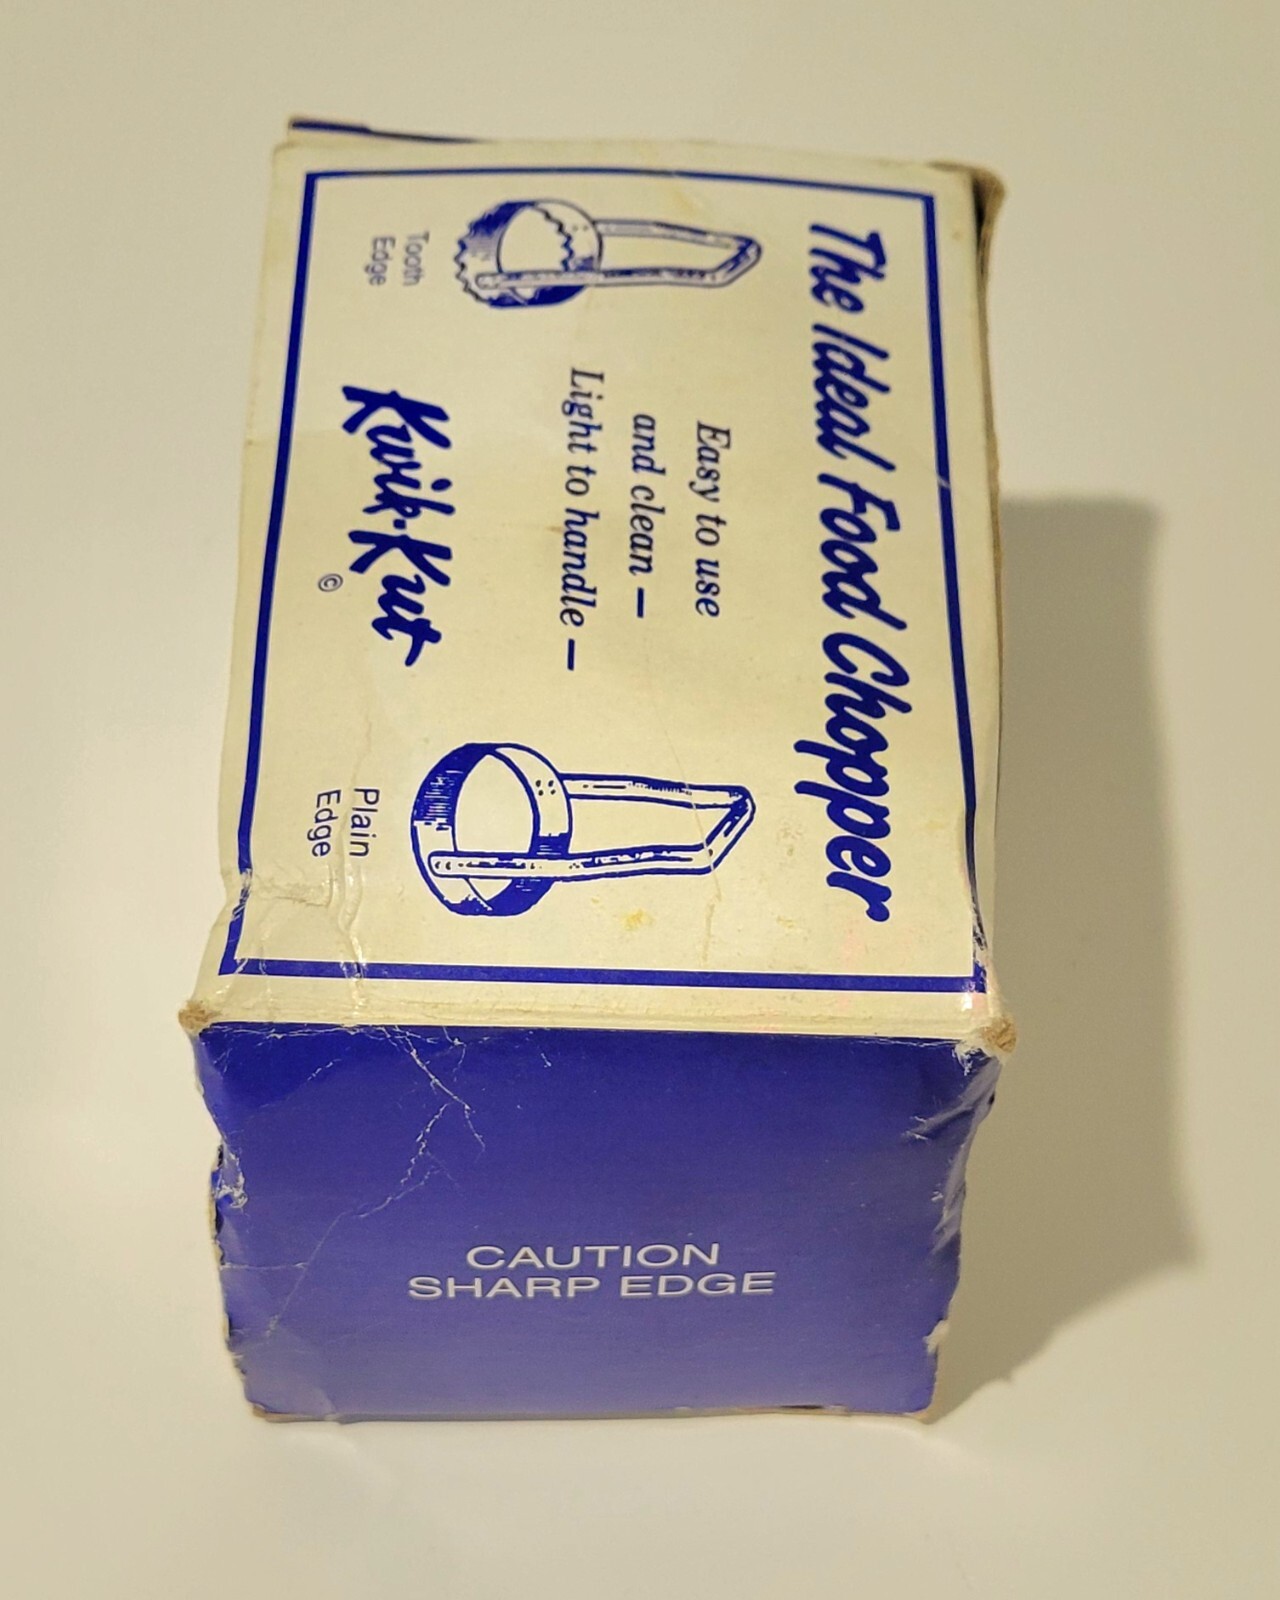 The Ideal Food Chopper
Easy to use
and clean —
Light to handle —
Tooth
Edge
Kwik-Kut
©
Plain
Edge
CAUTION
SHARP EDGE